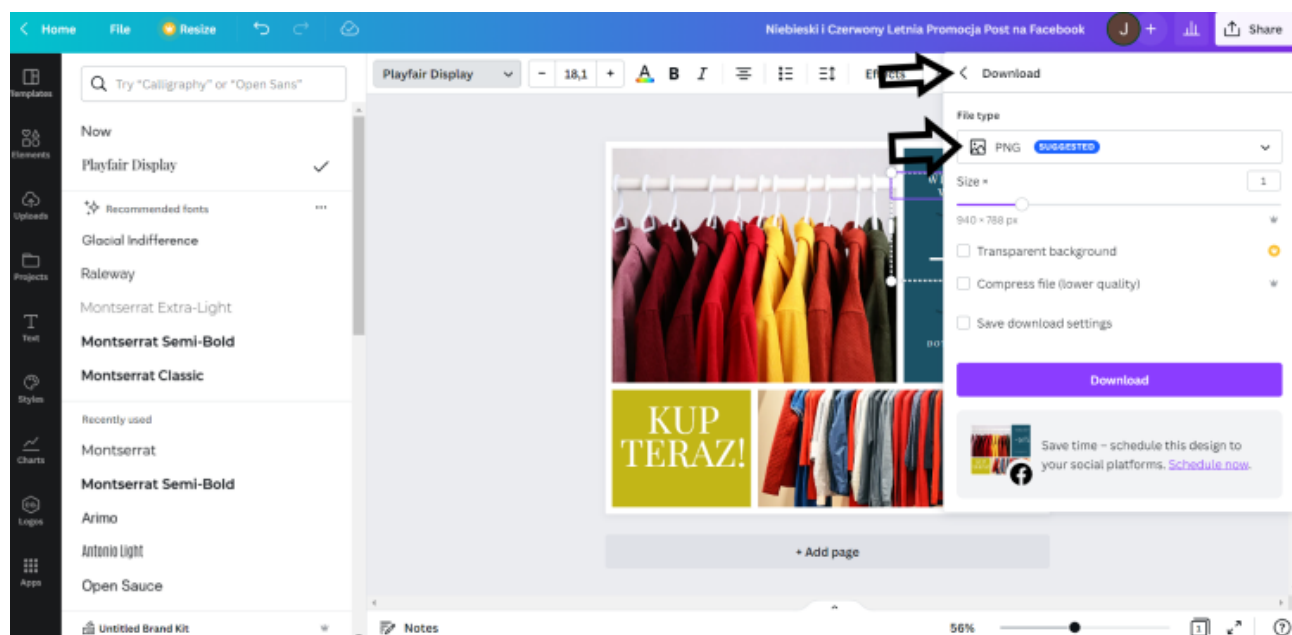 Home File Resize
Niebieski i Czerwony Letnia Promocja Post na Facebook
J + Share
Templates
Elements
Uploads
Projects
Text
Styles
Charts
Logos
Apps
Try "Calligraphy" or "Open Sans"
Now
Playfair Display
Recommended fonts ...
Glacial Indifference
Raleway
Montserrat Extra-Light
Montserrat Semi-Bold
Montserrat Classic
Recently used
Montserrat
Montserrat Semi-Bold
Arimo
Antonio Light
Open Sauce
Untitled Brand Kit
Playfair Display - 18,1 + A B I Effects
KUP
TERAZ!
+ Add page
Notes
56%
1
?
Download
File type
PNG SUGGESTED
Size × 1
940 × 788 px
Transparent background
Compress file (lower quality)
Save download settings
Download
Save time – schedule this design to
your social platforms. Schedule now.